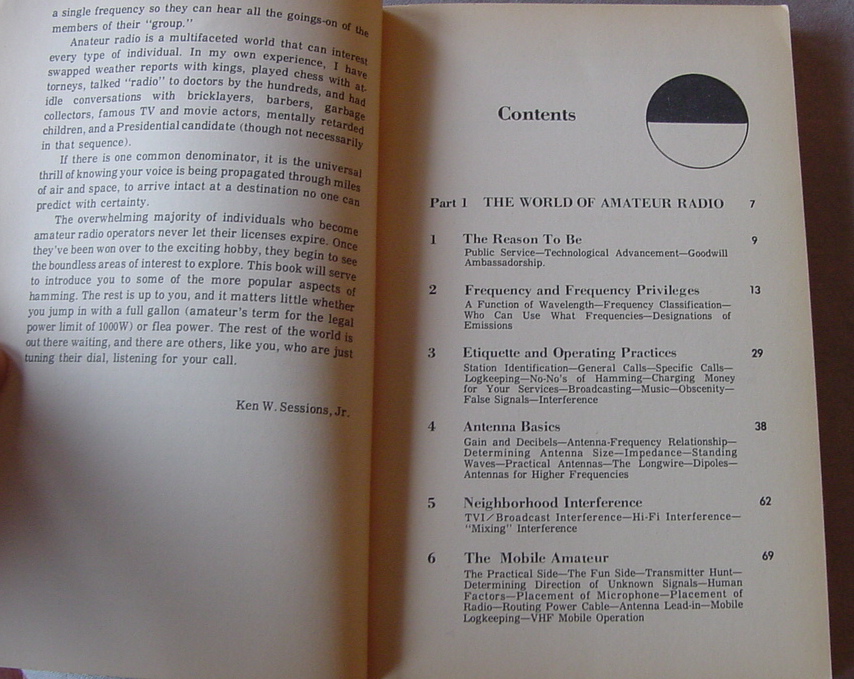 a single frequency so they can hear all the goings-on of the
members of their "group."
Anateur radio is a multifaceted world that can interest
every type of individual. In my own experience, I have
swapped weather reports with kings, played chess with at-
torneys, talked "radio" to doctors by the hundreds, and had
idle conversations with bricklayers, barbers, garbage
collectors, famous TV and movie actors, mentally retarded
children, and a Presidential candidate (though not necessarily
in that sequence).
If there is one common denominator, it is the universal
thrill of knowing your voice is being propagated through miles
of air and space, to arrive intact at a destination no one can
predict with certainty.
The overwhelming majority of individuals who become
amateur radio operators never let their licenses expire. Once
they've been won over to the exciting hobby, they begin to see
the boundless areas of interest to explore. This book will serve
to introduce you to some of the more popular aspects of
hamming. The rest is up to you, and it matters little whether
you jump in with a full gallon (amateur's term for the legal
power limit of 1000W) or flea power. The rest of the world is
out there waiting, and there are others, like you, who are just
tuning their dial, listening for your call.
Ken W. Sessions, Jr.
Contents
Part 1 THE WORLD OF AMATEUR RADIO 7
1 The Reason To Be 9
Public Service—Technological Advancement—Goodwill
Ambassadorship.
2 Frequency and Frequency Privileges 13
A Function of Wavelength—Frequency Classification—
Who Can Use What Frequencies—Designations of
Emissions
3 Etiquette and Operating Practices 29
Station Identification—General Calls—Specific Calls—
Logkeeping—No-No's of Hamming—Charging Money
for Your Services—Broadcasting—Music—Obscenity—
False Signals—Interference
4 Antenna Basics 38
Gain and Decibels—Antenna-Frequency Relationship—
Determining Antenna Size—Impedance—Standing
Waves—Practical Antennas—The Longwire—Dipoles—
Antennas for Higher Frequencies
5 Neighborhood Interference 62
TVI/Broadcast Interference—Hi-Fi Interference—
"Mixing" Interference
6 The Mobile Amateur 69
The Practical Side—The Fun Side—Transmitter Hunt—
Determining Direction of Unknown Signals—Human
Factors—Placement of Microphone—Placement of
Radio—Routing Power Cable—Antenna Lead-in—Mobile
Logkeeping—VHF Mobile Operation